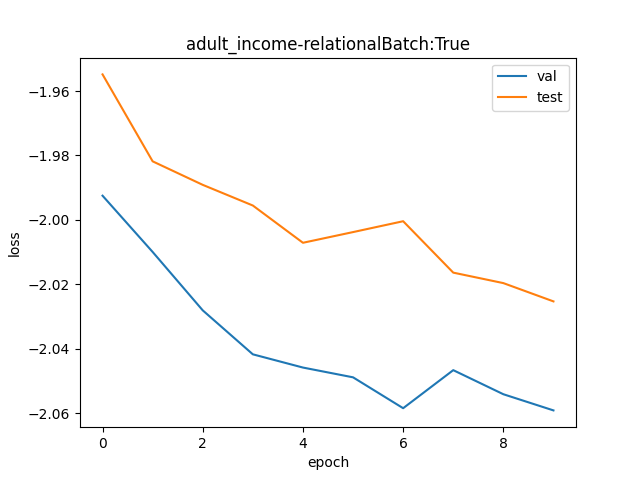 adult_income-relationalBatch:True
val
test
loss
−1.96
−1.98
−2.00
−2.02
−2.04
−2.06
0
2
4
6
8
epoch